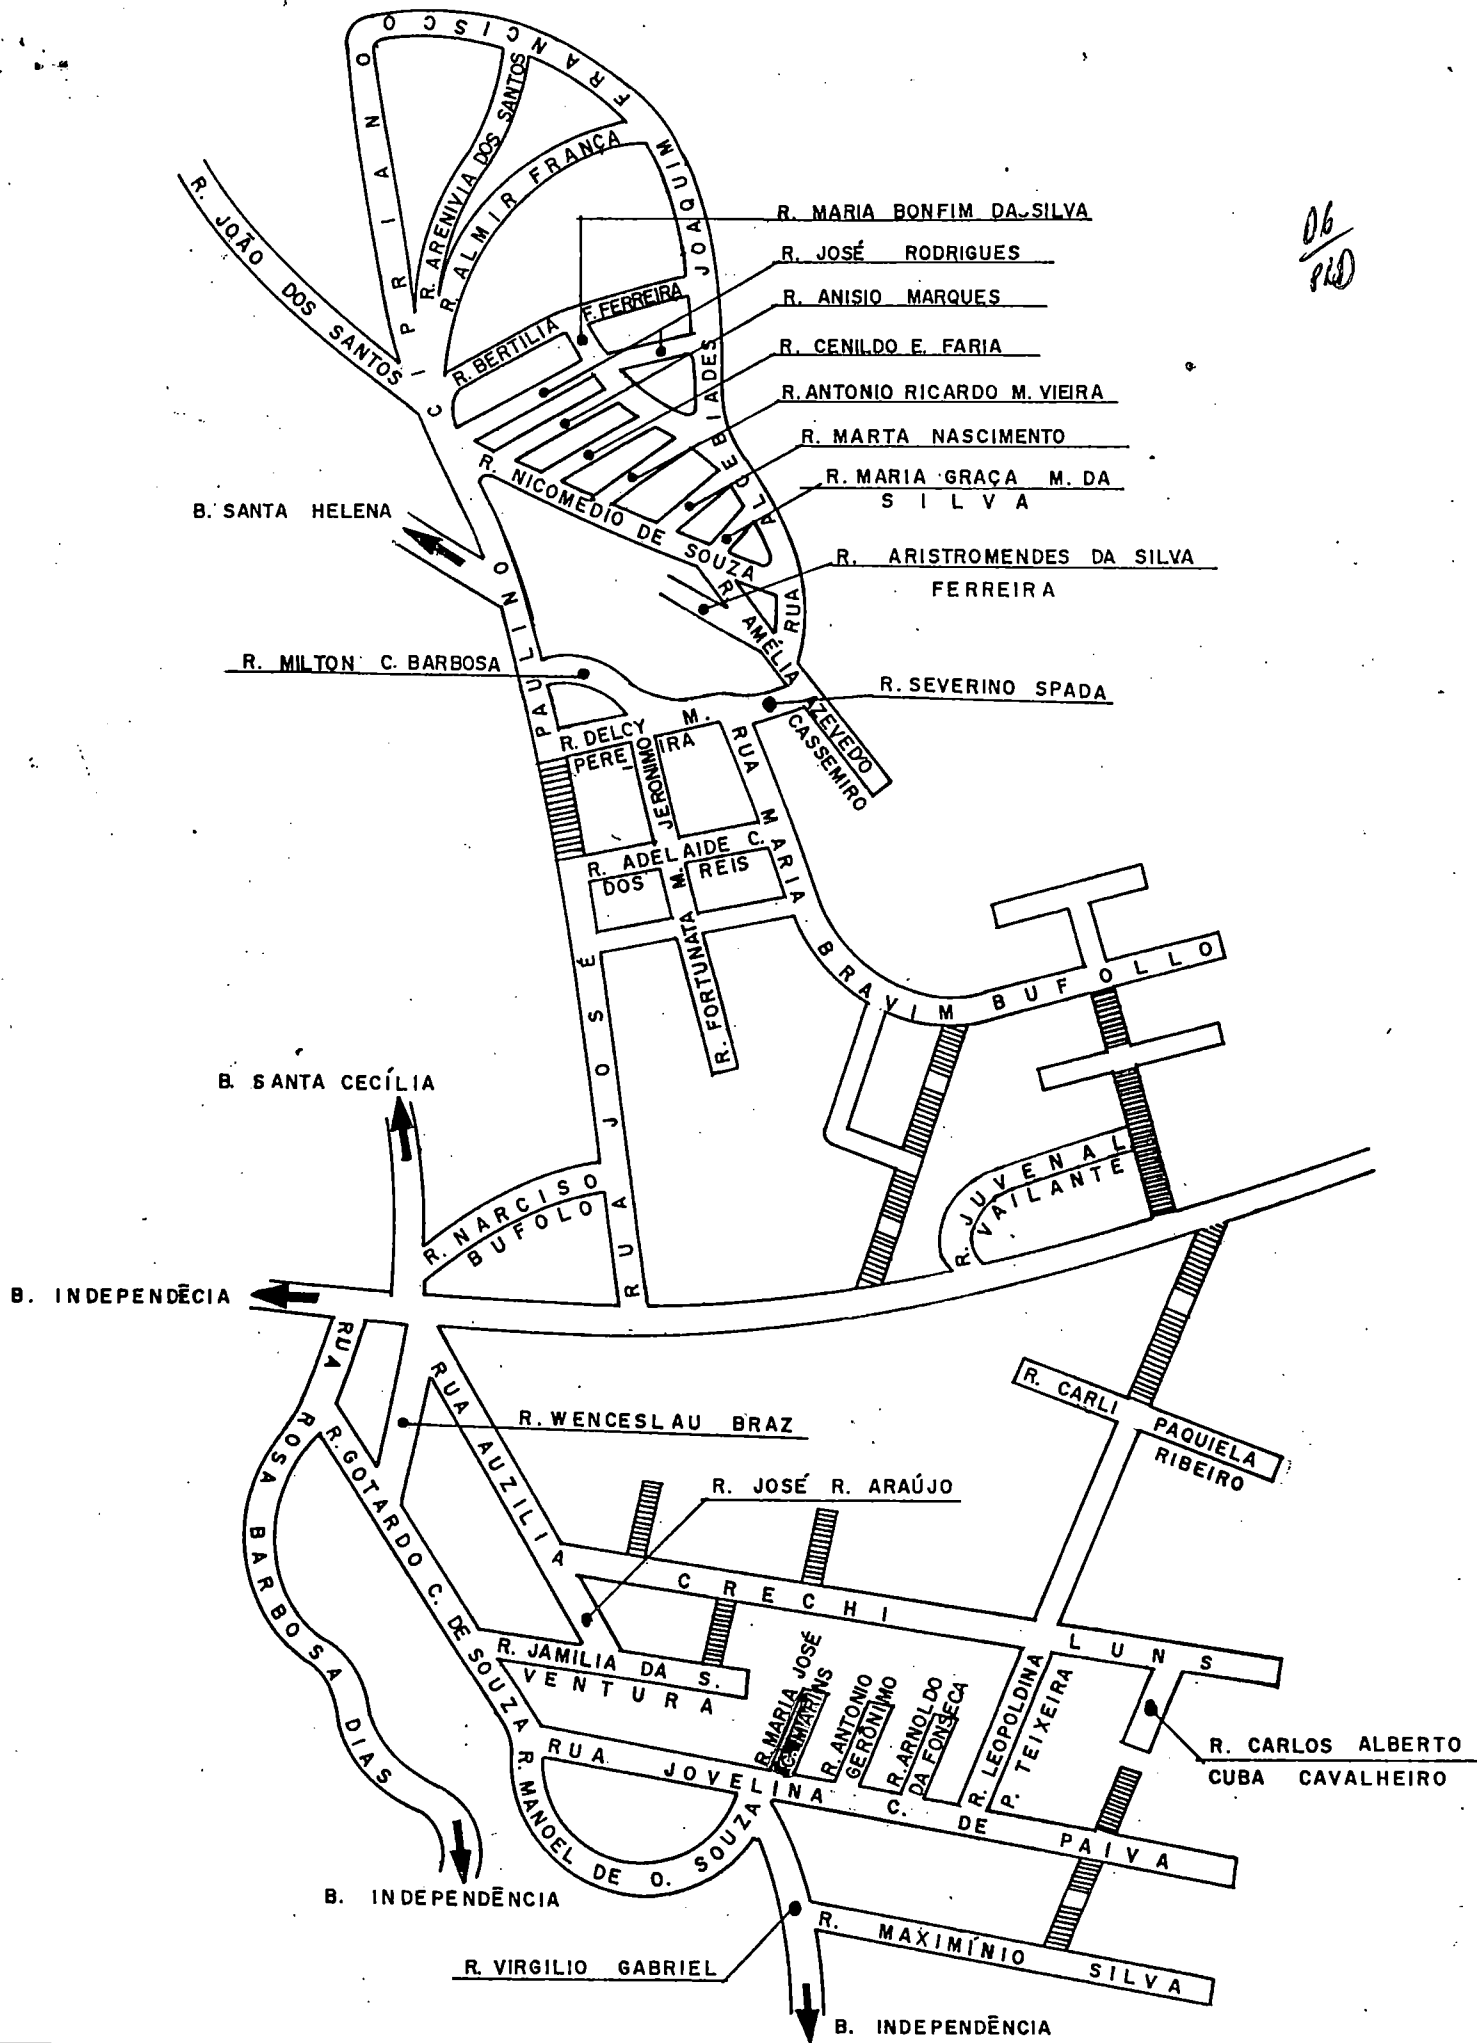 RUA ALCEBIADES JOAQUIM FRANCISCO
R. ARENIVIA DOS SANTOS
R. ALMIR FRANÇA
R. JOÃO DOS SANTOS
R. BERTILIA F. FERREIRA
R. MARIA BONFIM DA SILVA
R. JOSÉ RODRIGUES
R. ANISIO MARQUES
R. CENILDO E. FARIA
R. ANTONIO RICARDO M. VIEIRA
R. MARTA NASCIMENTO
R. MARIA GRAÇA M. DA
SILVA
R. NICOMEDIO DE SOUZA
B. SANTA HELENA
R. ARISTROMENDES DA SILVA
FERREIRA
R. AMÉLIA AZEVEDO
CASSEMIRO
R. MILTON C. BARBOSA
R. SEVERINO SPADA
R. DELCY M.
PEREIRA
JERONIMO
R. ADELAIDE C.
DOS REIS
R. FORTUNATA M.
RUA MARIA BRAVIM BUFOLLO
RUA JOSÉ PAULINO CIPRIANO
B. SANTA CECÍLIA
R. NARCISO
BUFOLO
R. JUVENAL
VAILANTE
B. INDEPENDÊCIA
RUA ROSA BARBOSA DIAS
R. WENCESLAU BRAZ
R. CARLI PAQUIELA
RIBEIRO
R. GOTARDO C. DE SOUZA
RUA AUZILIA CRECHI LUNS
R. JOSÉ R. ARAÚJO
R. JAMILIA DA S.
VENTURA
R. MARIA JOSÉ
C. MARINS
R. ANTONIO
GERÔNIMO
R. ARNOLDO
DA FONSECA
R. LEOPOLDINA
P. TEIXEIRA
R. CARLOS ALBERTO
CUBA CAVALHEIRO
RUA JOVELINA C. DE PAIVA
R. MANOEL DE O. SOUZA
B. INDEPENDÊNCIA
R. MAXIMÍNIO SILVA
R. VIRGILIO GABRIEL
B. INDEPENDÊNCIA